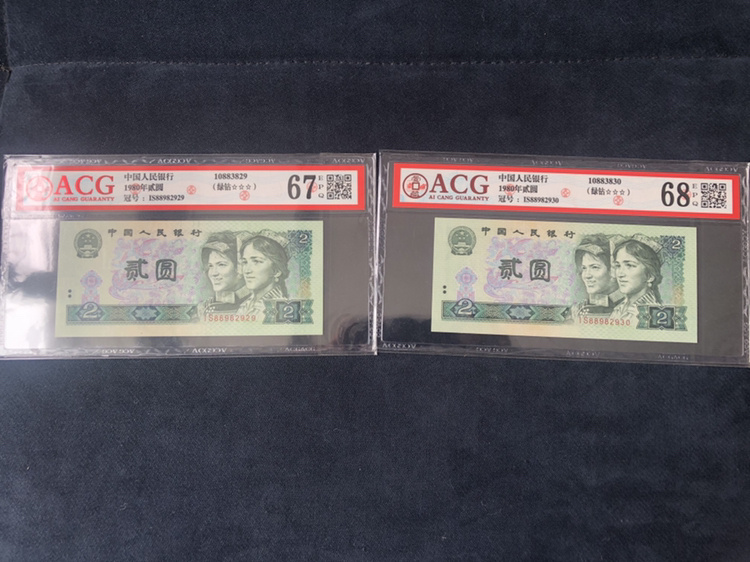 ACG
AI CANG GUARANTY
中国人民银行
1980年贰圆
冠号：IS88982929
10883829
（绿钻☆☆☆）
67
EPQ
中国人民银行
贰圆
2
2
2
IS88982929
ACG
AI CANG GUARANTY
中国人民银行
1980年贰圆
冠号：IS88982930
10883830
（绿钻☆☆☆）
68
EPQ
中国人民银行
贰圆
2
2
2
IS88982930